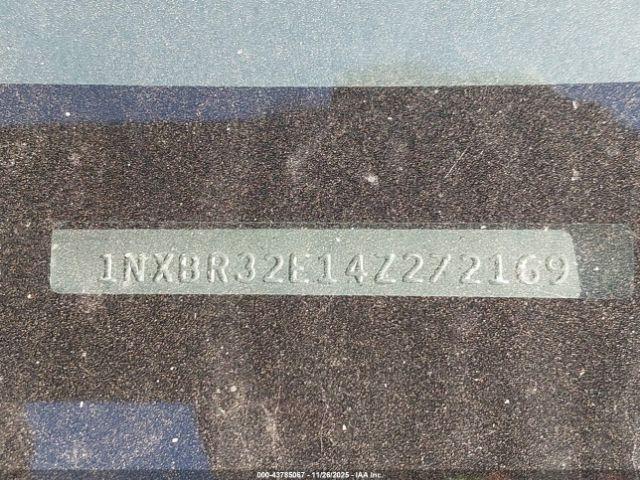 1NXBR32E14Z272169
000-43785067 - 11/26/2025 - IAA Inc.